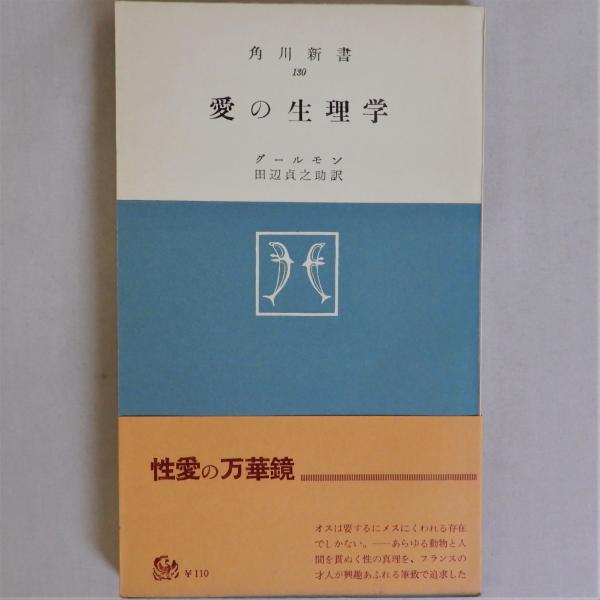 角川新書
130
愛の生理学
グールモン
田辺貞之助訳
性愛の万華鏡
オスは要するにメスにくわれる存在
でしかない。――あらゆる動物と人
間を貫ぬく性の真理を、フランスの
才人が興趣あふれる筆致で追求した
¥110